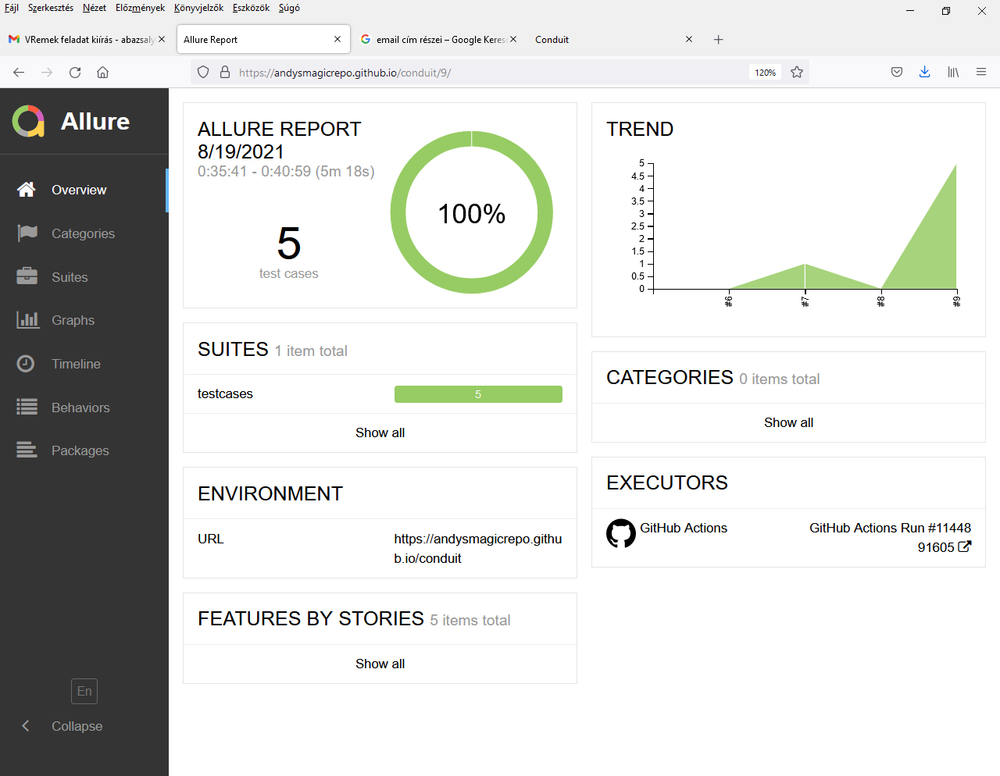 Fájl Szerkesztés Nézet Előzmények Könyvjelzők Eszközök Súgó
VRemek feladat kiírás - abazsaly
Allure Report
email cím részei – Google Keres
Conduit
https://andysmagicrepo.github.io/conduit/9/
120%
Allure
Overview
Categories
Suites
Graphs
Timeline
Behaviors
Packages
En
Collapse
ALLURE REPORT
8/19/2021
0:35:41 - 0:40:59 (5m 18s)
5
test cases
100%
SUITES 1 item total
testcases 5
Show all
ENVIRONMENT
URL https://andysmagicrepo.githu
b.io/conduit
FEATURES BY STORIES 5 items total
Show all
TREND
5
4.5
4
3.5
3
2.5
2
1.5
1
0.5
0
#6 #7 #8 #9
CATEGORIES 0 items total
Show all
EXECUTORS
GitHub Actions GitHub Actions Run #11448
91605